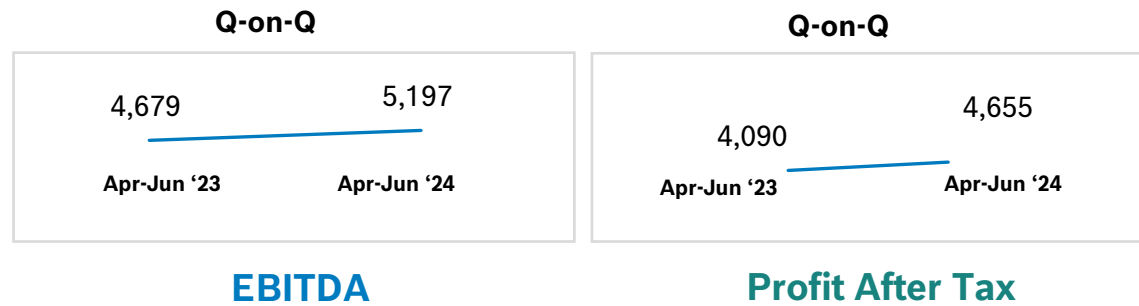 Q-on-Q
4,679
5,197
Apr-Jun ‘23
Apr-Jun ‘24
EBITDA
Q-on-Q
4,090
4,655
Apr-Jun ‘23
Apr-Jun ‘24
Profit After Tax